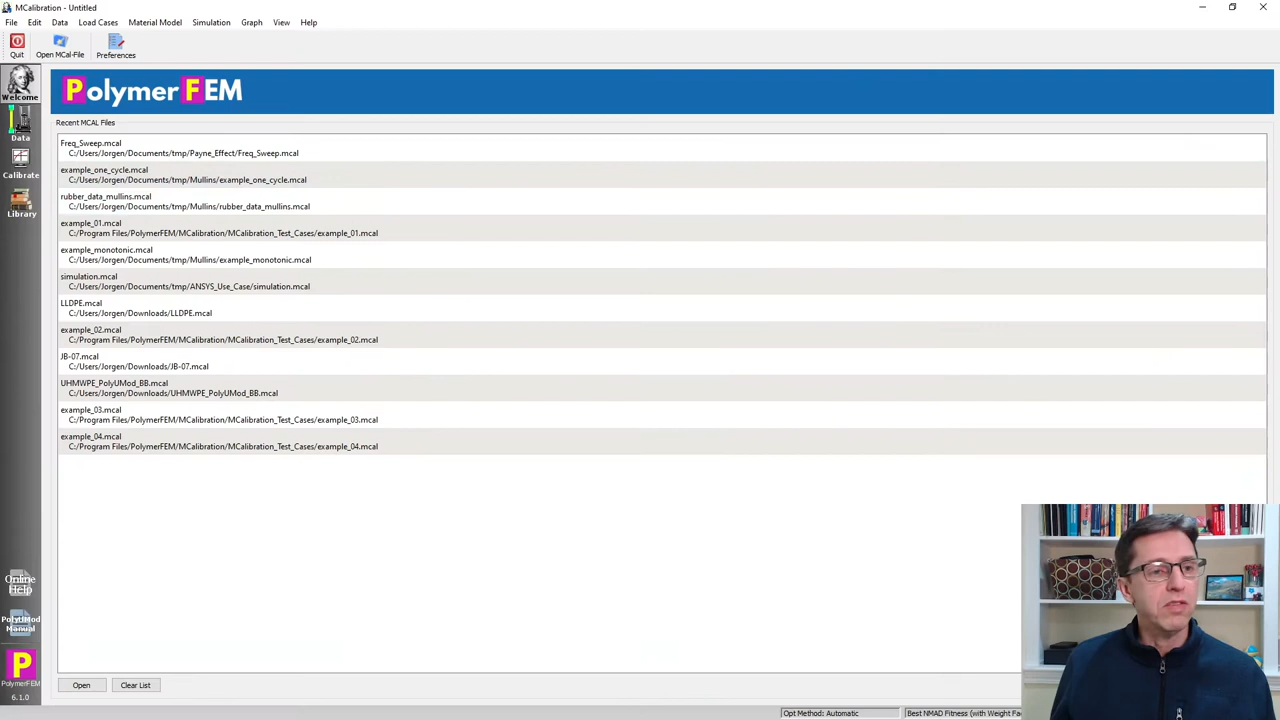 MCalibration - Untitled
File Edit Data Load Cases Material Model Simulation Graph View Help
Quit Open MCal-File Preferences
Welcome
Data
Calibrate
Library
Online Help
PolyUMod Manual
PolymerFEM
6.1.0
PolymerFEM
Recent MCAL Files
Freq_Sweep.mcal
C:/Users/Jorgen/Documents/tmp/Payne_Effect/Freq_Sweep.mcal
example_one_cycle.mcal
C:/Users/Jorgen/Documents/tmp/Mullins/example_one_cycle.mcal
rubber_data_mullins.mcal
C:/Users/Jorgen/Documents/tmp/Mullins/rubber_data_mullins.mcal
example_01.mcal
C:/Program Files/PolymerFEM/MCalibration/MCalibration_Test_Cases/example_01.mcal
example_monotonic.mcal
C:/Users/Jorgen/Documents/tmp/Mullins/example_monotonic.mcal
simulation.mcal
C:/Users/Jorgen/Documents/tmp/ANSYS_Use_Case/simulation.mcal
LLDPE.mcal
C:/Users/Jorgen/Downloads/LLDPE.mcal
example_02.mcal
C:/Program Files/PolymerFEM/MCalibration/MCalibration_Test_Cases/example_02.mcal
JB-07.mcal
C:/Users/Jorgen/Downloads/JB-07.mcal
UHMWPE_PolyUMod_BB.mcal
C:/Users/Jorgen/Downloads/UHMWPE_PolyUMod_BB.mcal
example_03.mcal
C:/Program Files/PolymerFEM/MCalibration/MCalibration_Test_Cases/example_03.mcal
example_04.mcal
C:/Program Files/PolymerFEM/MCalibration/MCalibration_Test_Cases/example_04.mcal
Open Clear List
Opt Method: Automatic Best NMAD Fitness (with Weight Fa